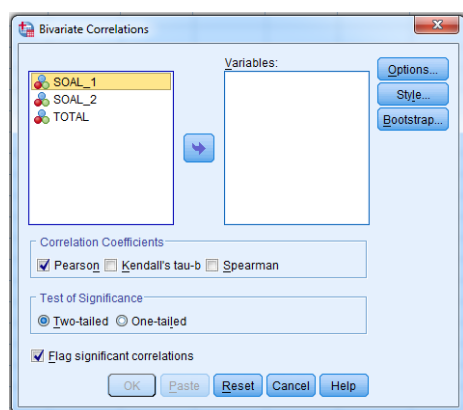 Bivariate Correlations
Variables:
SOAL_1
SOAL_2
TOTAL
Options...
Style...
Bootstrap...
Correlation Coefficients
Pearson Kendall's tau-b Spearman
Test of Significance
Two-tailed One-tailed
Flag significant correlations
OK Paste Reset Cancel Help